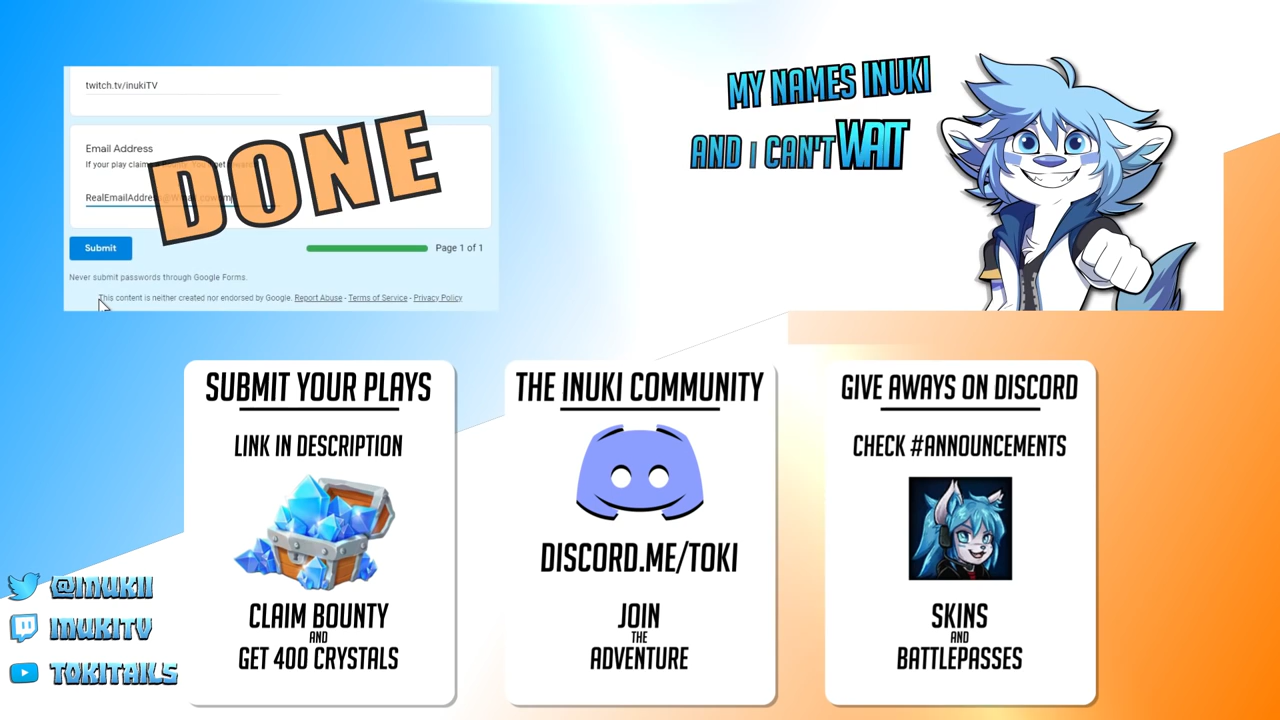 twitch.tv/inukiTV
Email Address
If your play claim
RealEmailAddre
DONE
Submit
Page 1 of 1
Never submit passwords through Google Forms.
This content is neither created nor endorsed by Google. Report Abuse - Terms of Service - Privacy Policy
MY NAMES INUKI
AND I CAN'T WAIT
SUBMIT YOUR PLAYS
LINK IN DESCRIPTION
CLAIM BOUNTY
AND
GET 400 CRYSTALS
THE INUKI COMMUNITY
DISCORD.ME/TOKI
JOIN
THE
ADVENTURE
GIVE AWAYS ON DISCORD
CHECK #ANNOUNCEMENTS
SKINS
AND
BATTLEPASSES
@INUKII
INUKITV
TOKITAILS